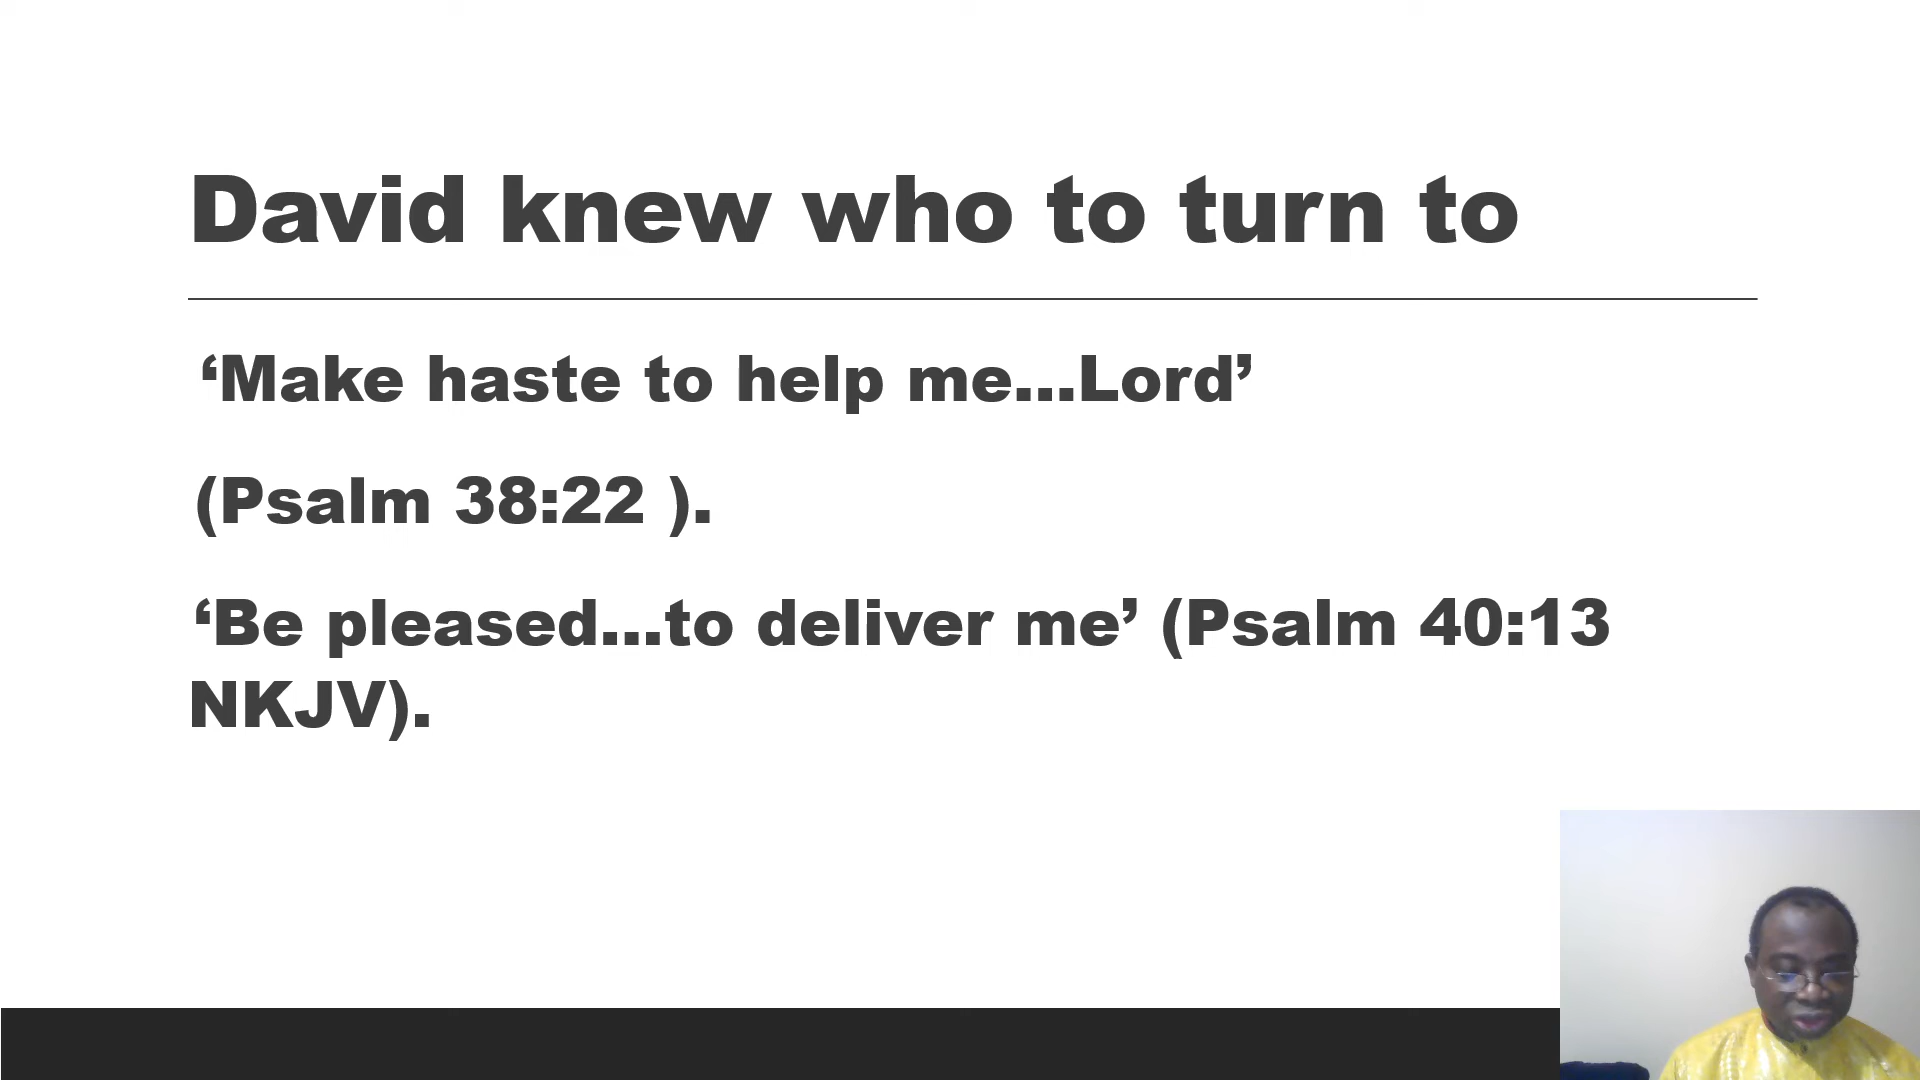 David knew who to turn to
‘Make haste to help me...Lord’
(Psalm 38:22 ).
‘Be pleased...to deliver me’ (Psalm 40:13
NKJV).